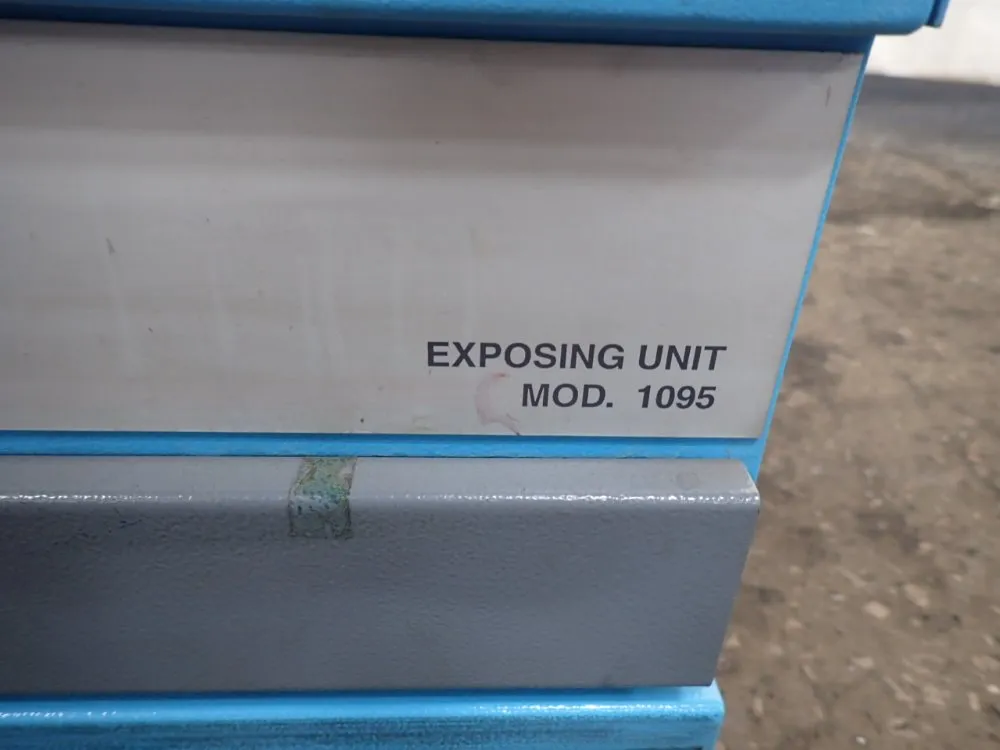 EXPOSING UNIT
MOD. 1095